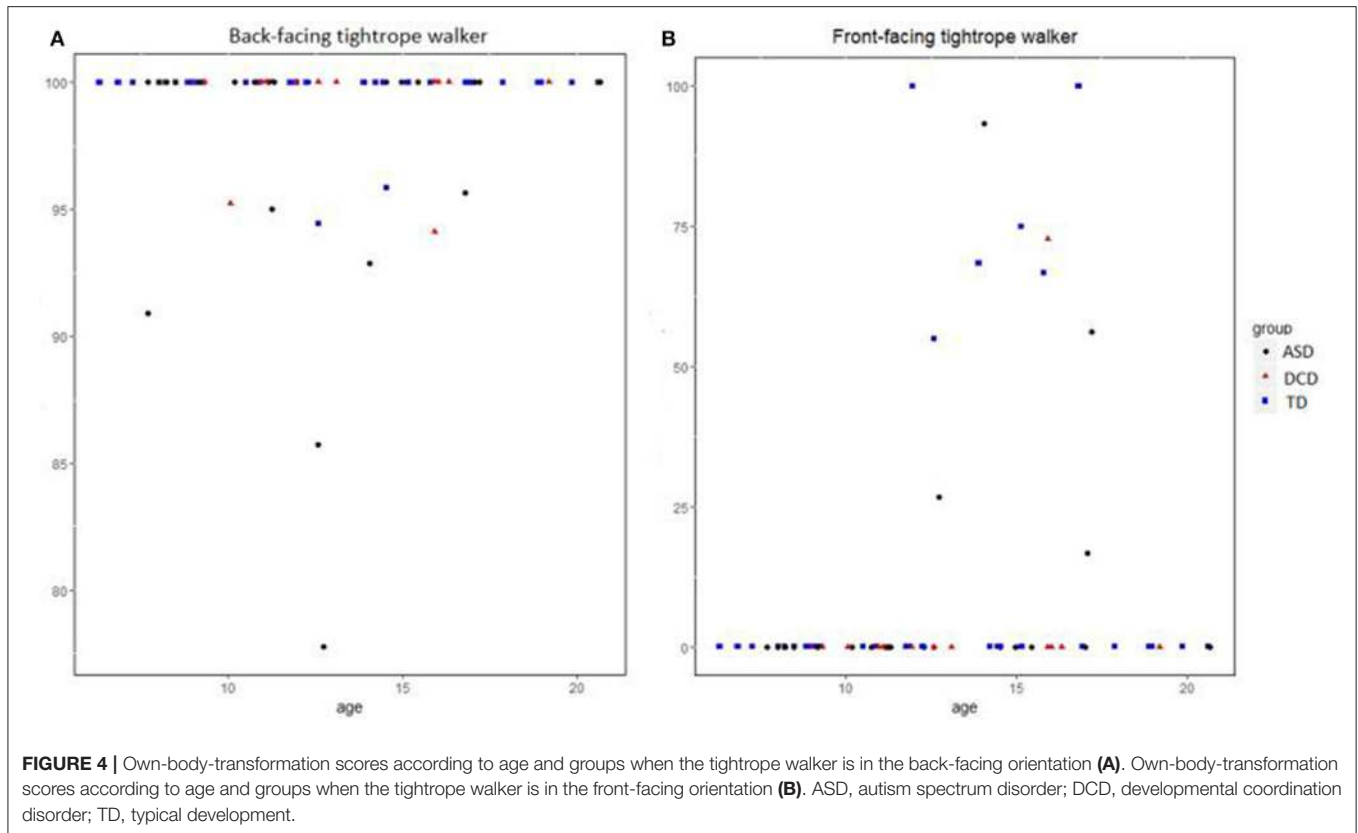 A
Back-facing tightrope walker
100
95
90
85
80
10 15 20
age
B
Front-facing tightrope walker
100
75
50
25
0
10 15 20
age
group
ASD
DCD
TD
FIGURE 4 | Own-body-transformation scores according to age and groups when the tightrope walker is in the back-facing orientation (A). Own-body-transformation
scores according to age and groups when the tightrope walker is in the front-facing orientation (B). ASD, autism spectrum disorder; DCD, developmental coordination
disorder; TD, typical development.